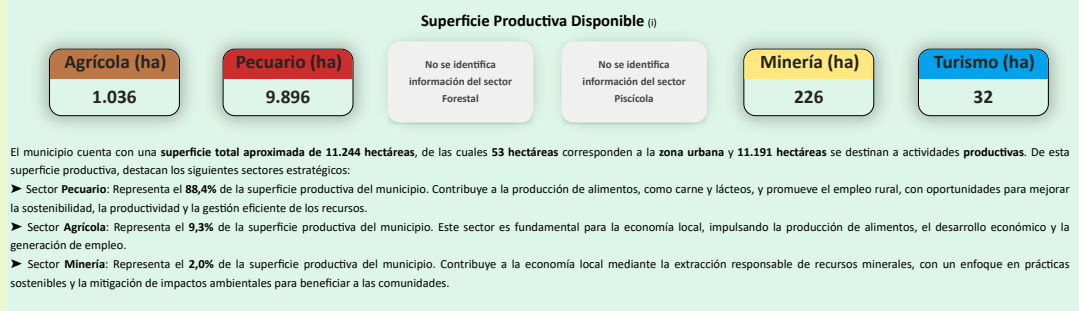 Superficie Productiva Disponible (i)
Agrícola (ha)
1.036
Pecuario (ha)
9.896
No se identifica
información del sector
Forestal
No se identifica
información del sector
Piscícola
Minería (ha)
226
Turismo (ha)
32
El municipio cuenta con una superficie total aproximada de 11.244 hectáreas, de las cuales 53 hectáreas corresponden a la zona urbana y 11.191 hectáreas se destinan a actividades productivas. De esta
superficie productiva, destacan los siguientes sectores estratégicos:
➤ Sector Pecuario: Representa el 88,4% de la superficie productiva del municipio. Contribuye a la producción de alimentos, como carne y lácteos, y promueve el empleo rural, con oportunidades para mejorar
la sostenibilidad, la productividad y la gestión eficiente de los recursos.
➤ Sector Agrícola: Representa el 9,3% de la superficie productiva del municipio. Este sector es fundamental para la economía local, impulsando la producción de alimentos, el desarrollo económico y la
generación de empleo.
➤ Sector Minería: Representa el 2,0% de la superficie productiva del municipio. Contribuye a la economía local mediante la extracción responsable de recursos minerales, con un enfoque en prácticas
sostenibles y la mitigación de impactos ambientales para beneficiar a las comunidades.